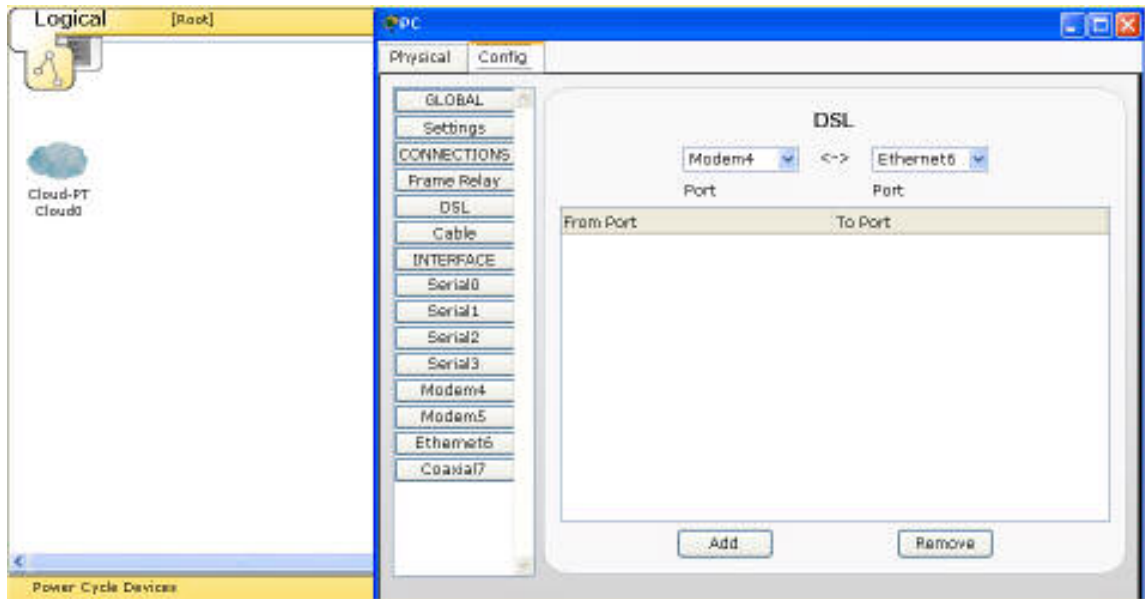 Logical [Root]
Cloud-PT
Cloud0
Power Cycle Devices
PC
Physical Config
GLOBAL
Settings
CONNECTIONS
Frame Relay
DSL
Cable
INTERFACE
Serial0
Serial1
Serial2
Serial3
Modem4
Modem5
Ethernet6
Coaxial7
DSL
Modem4 <-> Ethernet6
Port Port
From Port To Port
Add Remove